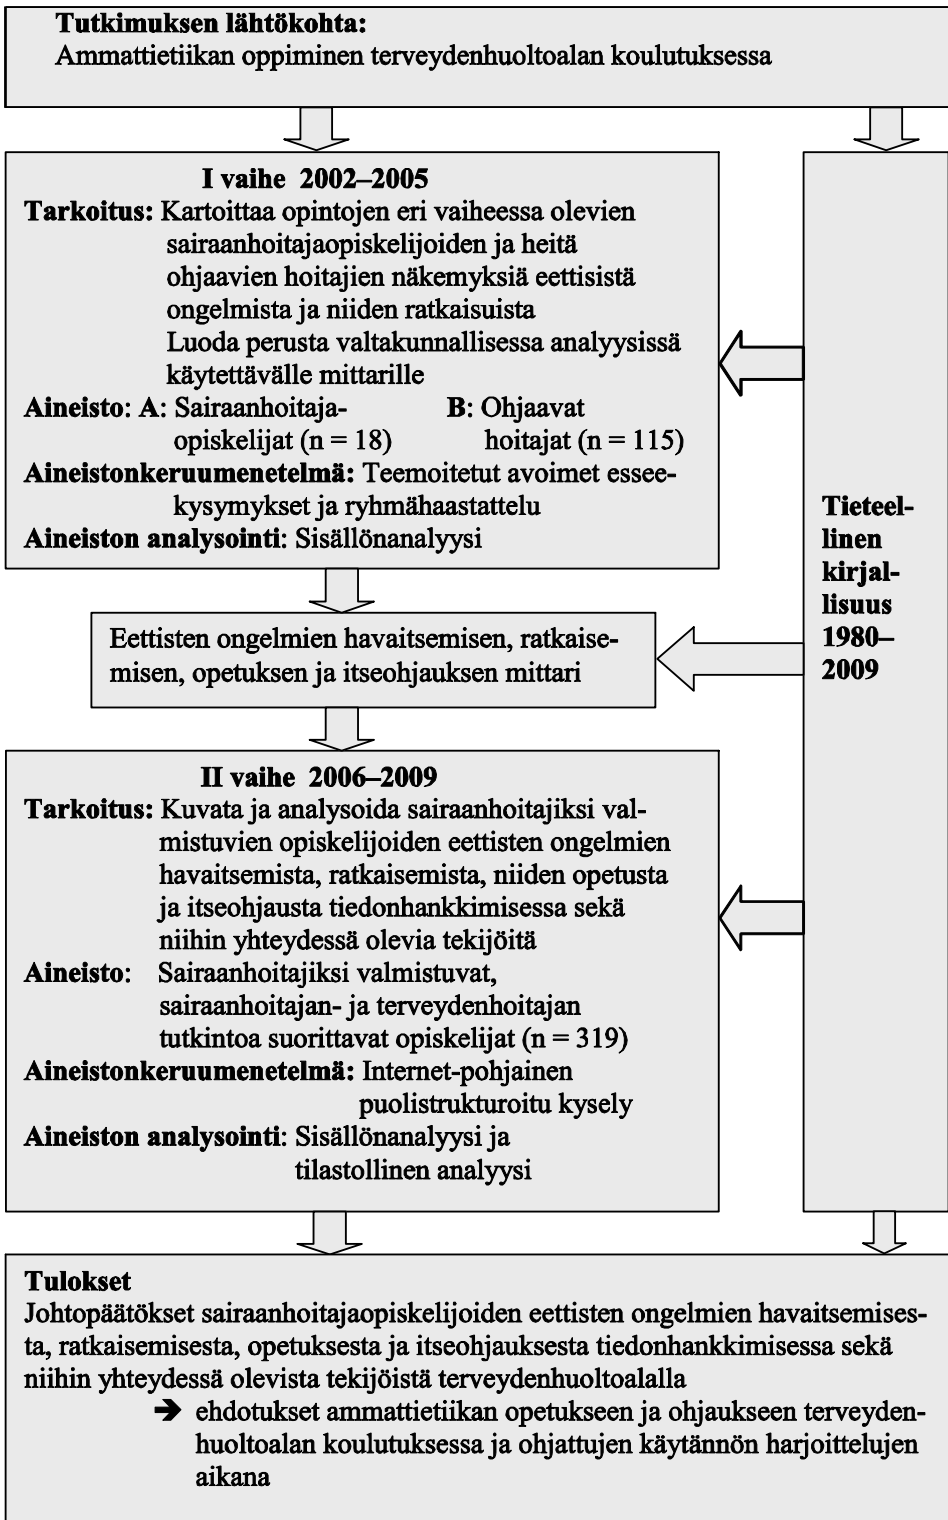 Tutkimuksen lähtökohta:
Ammattietiikan oppiminen terveydenhuoltoalan koulutuksessa
I vaihe 2002–2005
Tarkoitus: Kartoittaa opintojen eri vaiheessa olevien
sairaanhoitajaopiskelijoiden ja heitä
ohjaavien hoitajien näkemyksiä eettisistä
ongelmista ja niiden ratkaisuista
Luoda perusta valtakunnallisessa analyysissä
käytettävälle mittarille
Aineisto: A: Sairaanhoitaja- B: Ohjaavat
opiskelijat (n = 18) hoitajat (n = 115)
Aineistonkeruumenetelmä: Teemoitetut avoimet essee-
kysymykset ja ryhmähaastattelu
Aineiston analysointi: Sisällönanalyysi
Eettisten ongelmien havaitsemisen, ratkaise-
misen, opetuksen ja itseohjauksen mittari
Tieteel-
linen
kirjal-
lisuus
1980–
2009
II vaihe 2006–2009
Tarkoitus: Kuvata ja analysoida sairaanhoitajiksi val-
mistuvien opiskelijoiden eettisten ongelmien
havaitsemista, ratkaisemista, niiden opetusta
ja itseohjausta tiedonhankkimisessa sekä
niihin yhteydessä olevia tekijöitä
Aineisto: Sairaanhoitajiksi valmistuvat,
sairaanhoitajan- ja terveydenhoitajan
tutkintoa suorittavat opiskelijat (n = 319)
Aineistonkeruumenetelmä: Internet-pohjainen
puolistrukturoitu kysely
Aineiston analysointi: Sisällönanalyysi ja
tilastollinen analyysi
Tulokset
Johtopäätökset sairaanhoitajaopiskelijoiden eettisten ongelmien havaitsemises-
ta, ratkaisemisesta, opetuksesta ja itseohjauksesta tiedonhankkimisessa sekä
niihin yhteydessä olevista tekijöistä terveydenhuoltoalalla
➔ ehdotukset ammattietiikan opetukseen ja ohjaukseen terveyden-
huoltoalan koulutuksessa ja ohjattujen käytännön harjoittelujen
aikana